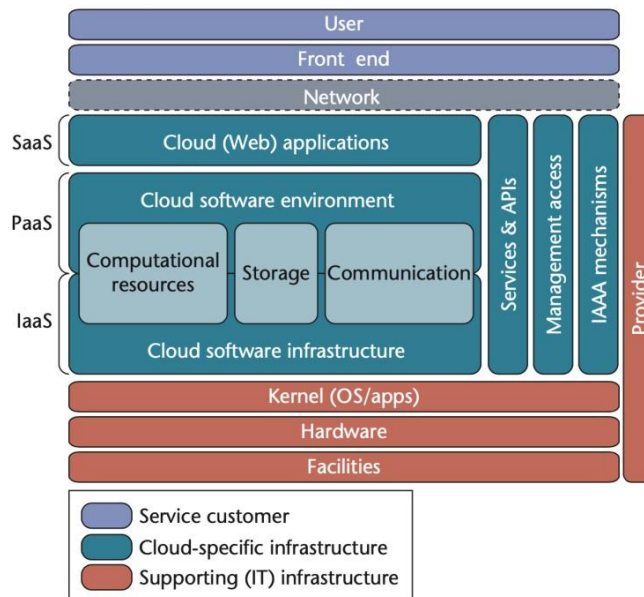 User
Front end
Network
SaaS
Cloud (Web) applications
PaaS
Cloud software environment
Computational
resources
Storage
Communication
IaaS
Cloud software infrastructure
Services & APIs
Management access
IAAA mechanisms
Provider
Kernel (OS/apps)
Hardware
Facilities
Service customer
Cloud-specific infrastructure
Supporting (IT) infrastructure